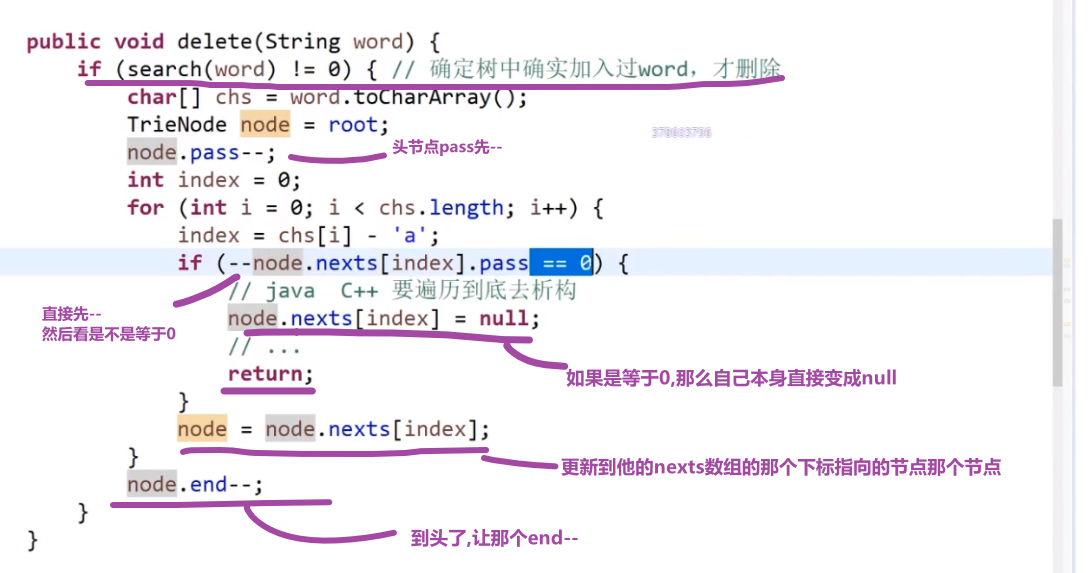 public void delete(String word) {
if (search(word) != 0) { // 确定树中确实加入过word，才删除
char[] chs = word.toCharArray();
TrieNode node = root;
node.pass--;
头节点pass先--
int index = 0;
for (int i = 0; i < chs.length; i++) {
index = chs[i] - 'a';
if (--node.nexts[index].pass == 0) {
// java C++ 要遍历到底去析构
直接先--
然后看是不是等于0
node.nexts[index] = null;
// ...
如果是等于0,那么自己本身直接变成null
return;
}
node = node.nexts[index];
更新到他的nexts数组的那个下标指向的节点那个节点
}
node.end--;
到头了,让那个end--
}
}